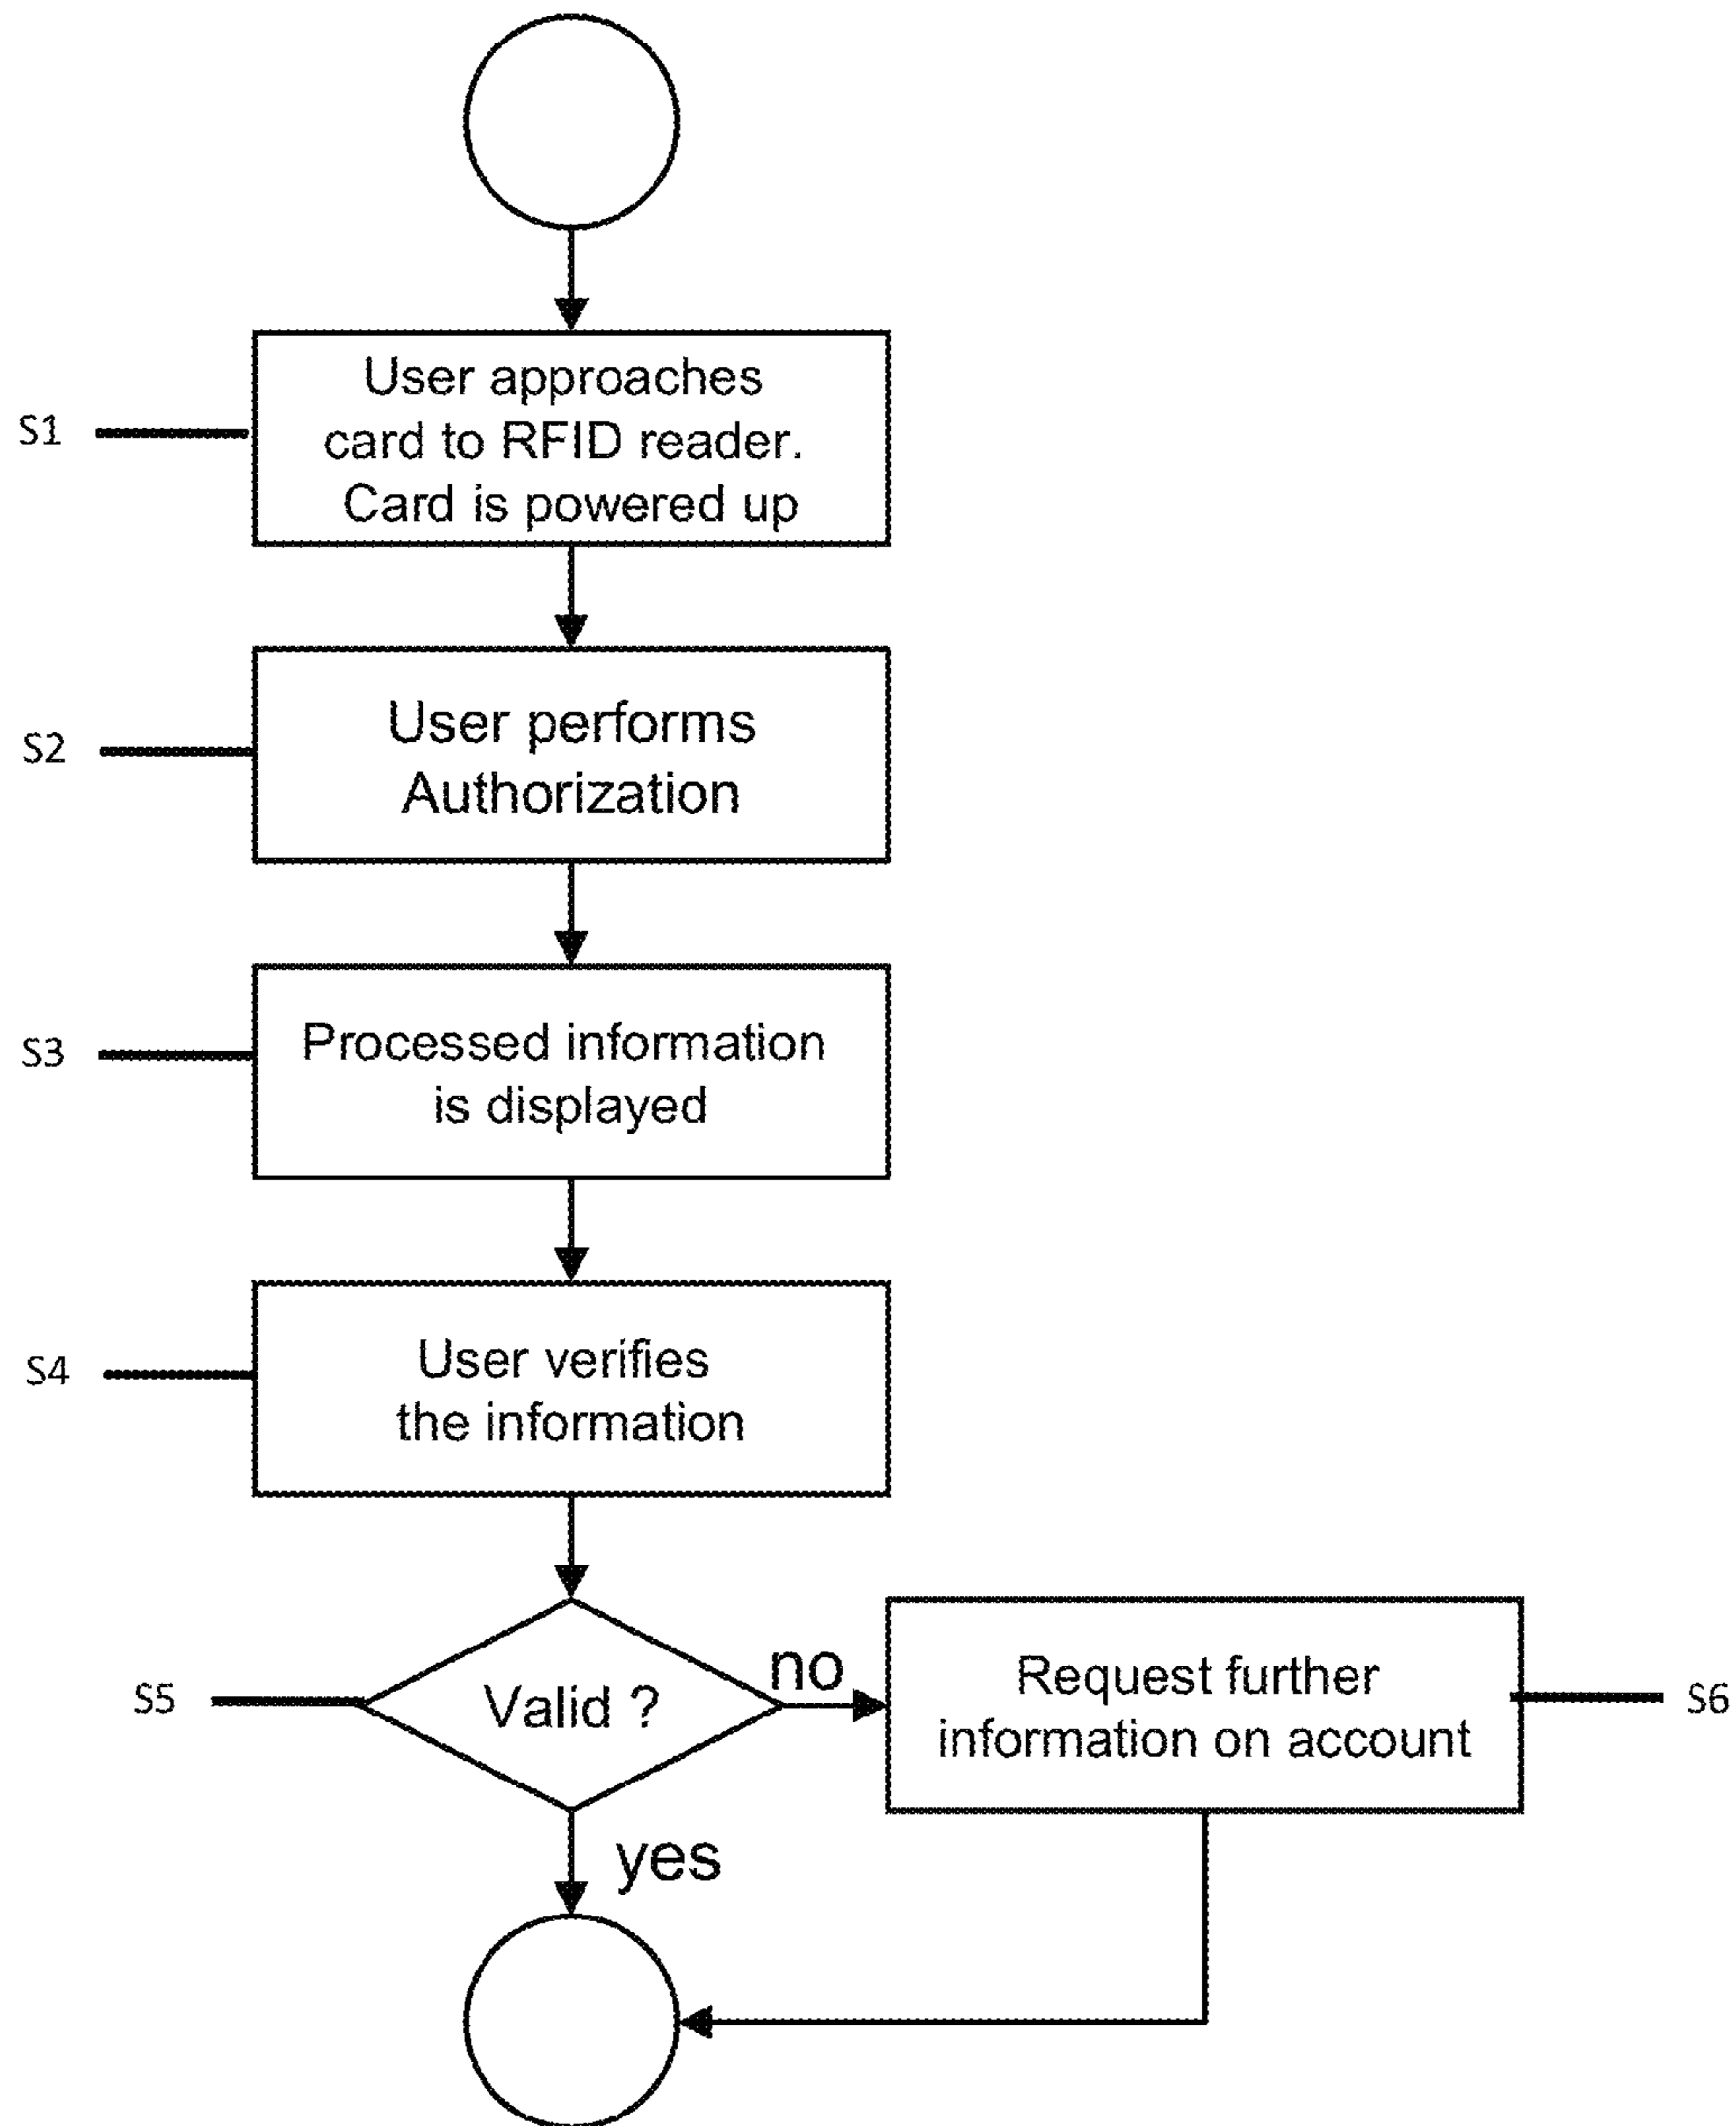 User approaches
S1
card to RFID reader.
Card is powered up
User performs
S2
Authorization
Processed information
S3
is displayed
User verifies
S4
the information
no
Request further
S5
Valid ?
S6
information on account
yes